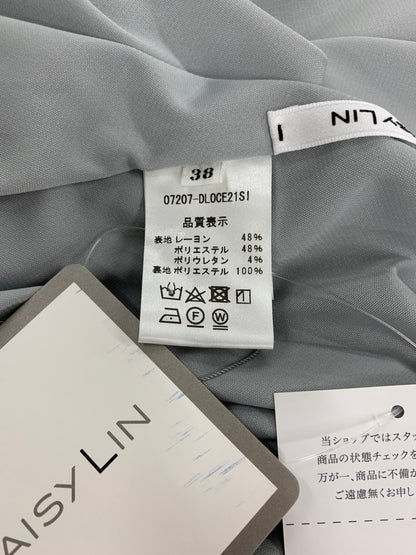 Y LIN
38
07207-DLOCE21SI
品質表示
表地 レーヨン 48%
ポリエステル 48%
ポリウレタン 4%
裏地 ポリエステル 100%
F W
AISY LIN
当ショップではスタッ
商品の状態チェックを
万が一、商品に不備が
ご遠慮無くお申し